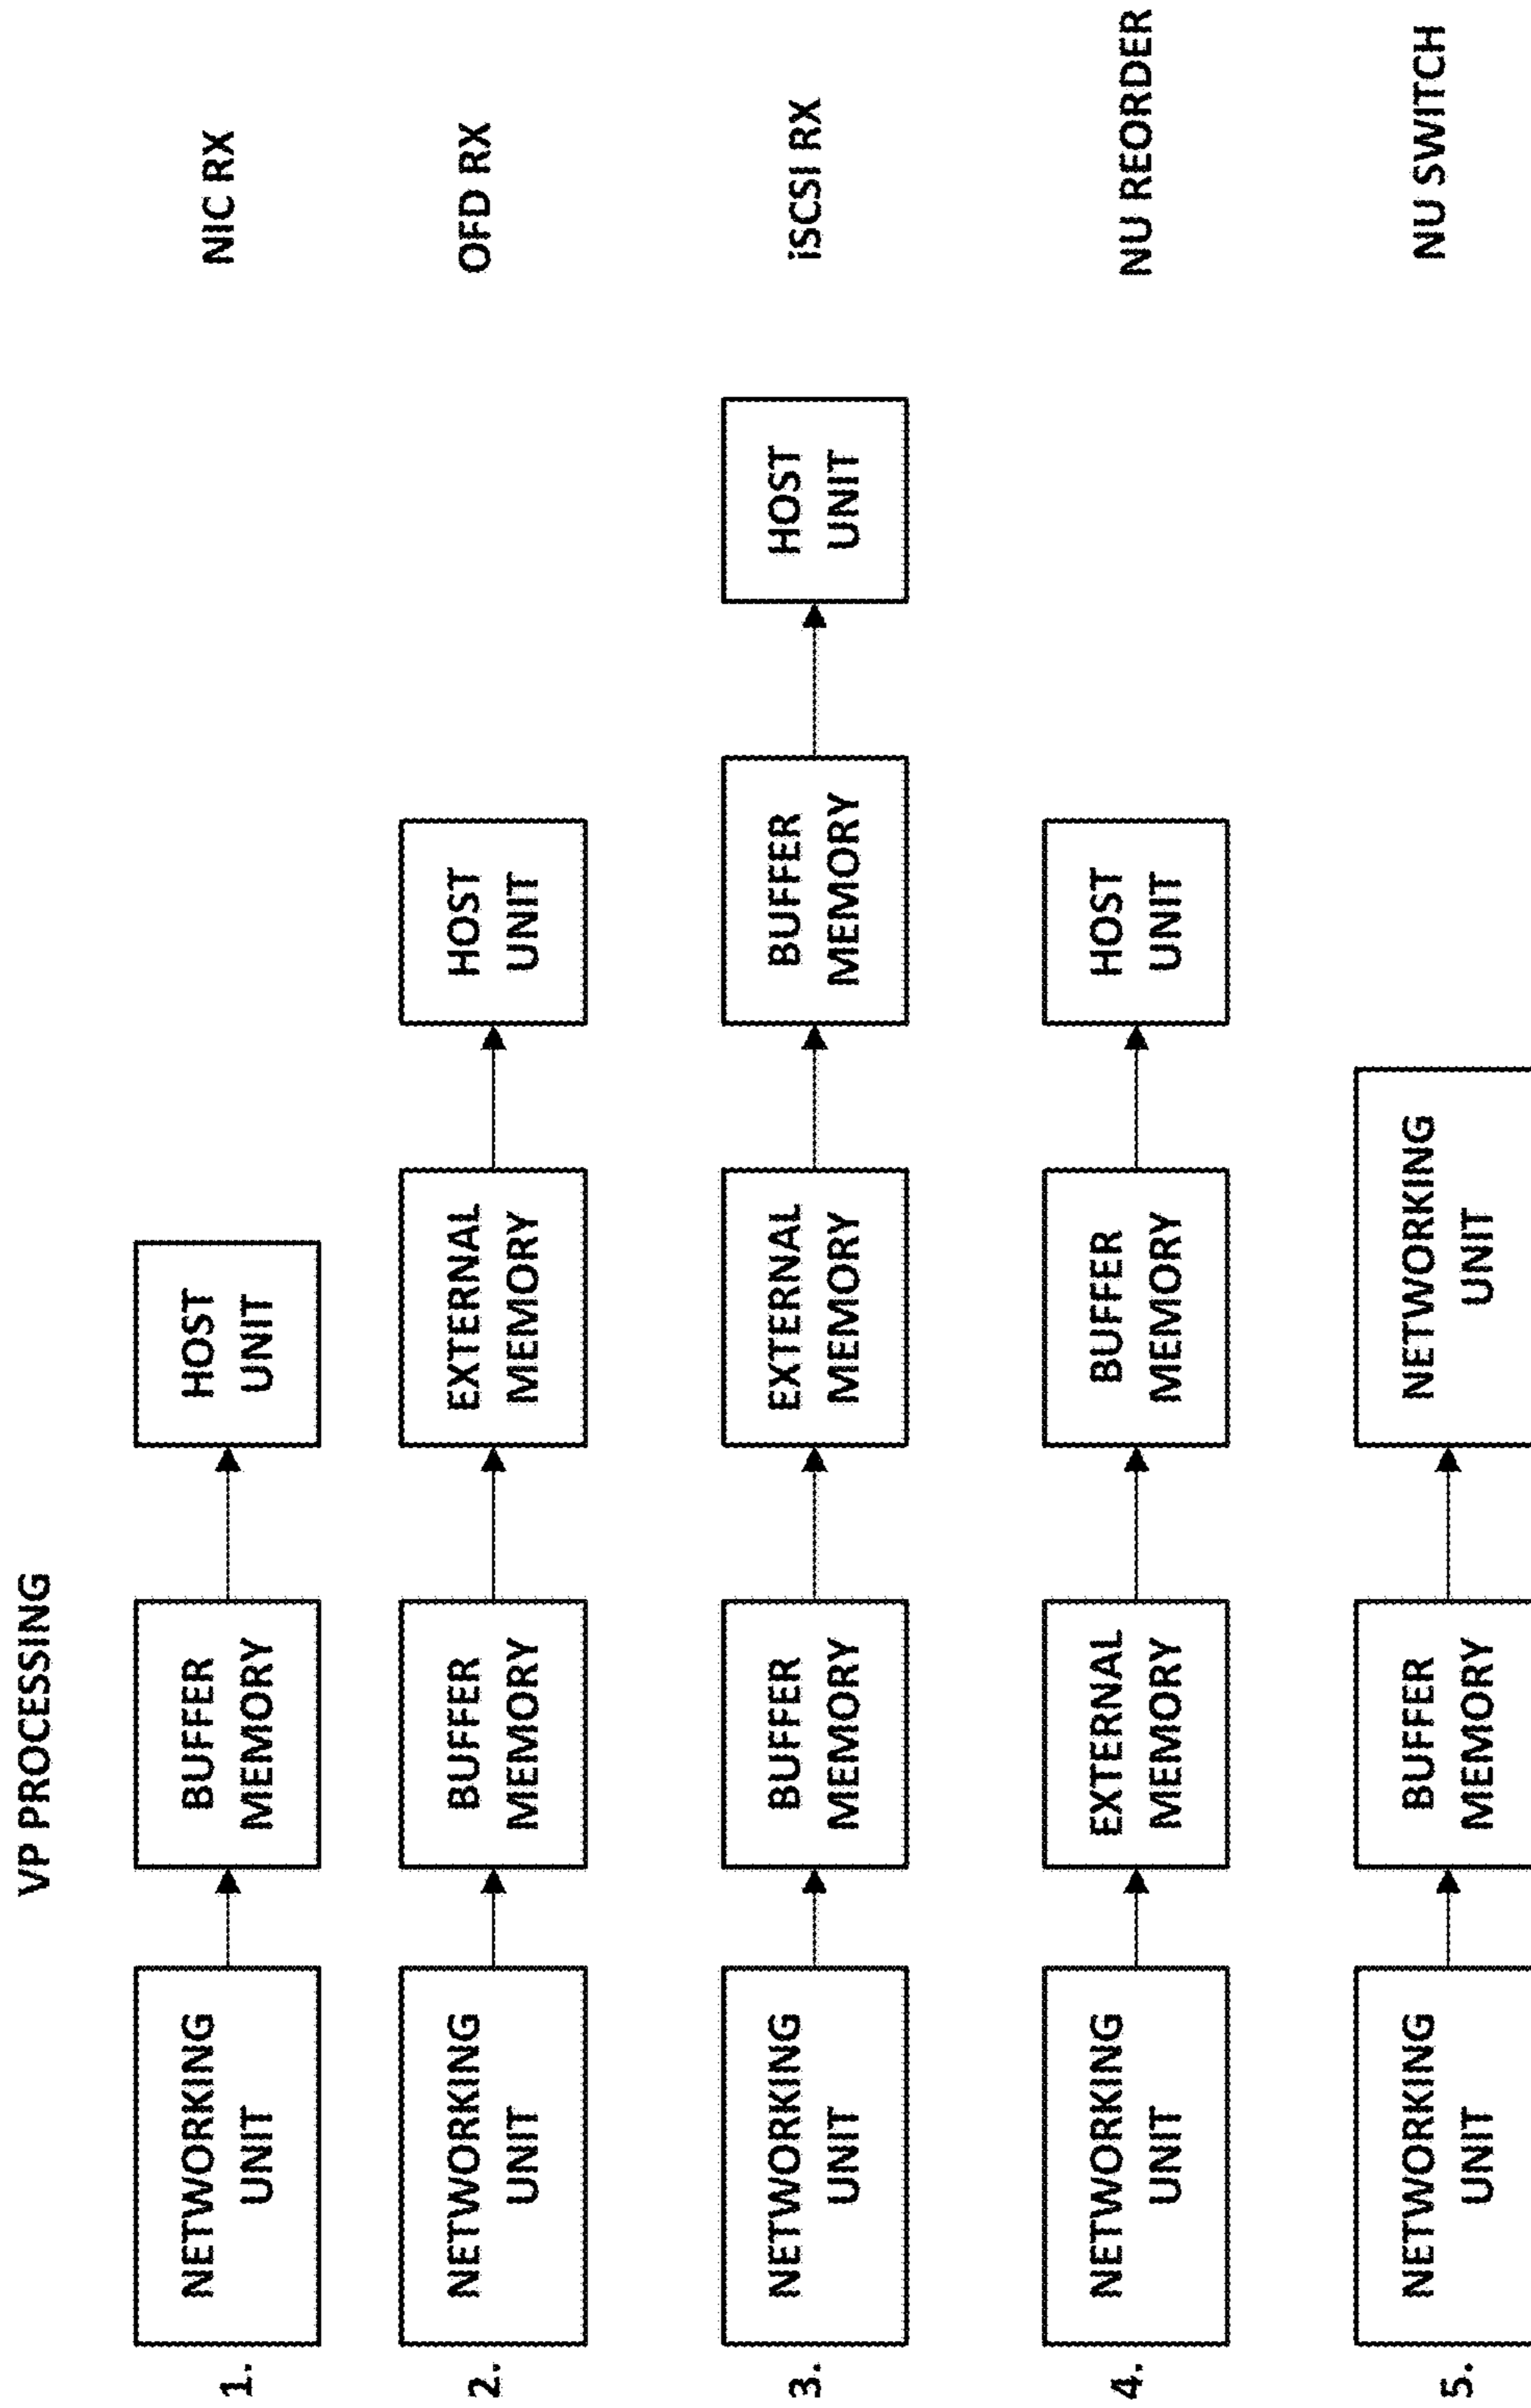 VP PROCESSING
1.
NETWORKING
UNIT
BUFFER
MEMORY
HOST
UNIT
NIC RX
2.
NETWORKING
UNIT
BUFFER
MEMORY
EXTERNAL
MEMORY
HOST
UNIT
OFD RX
3.
NETWORKING
UNIT
BUFFER
MEMORY
EXTERNAL
MEMORY
BUFFER
MEMORY
HOST
UNIT
iSCSI RX
4.
NETWORKING
UNIT
EXTERNAL
MEMORY
BUFFER
MEMORY
HOST
UNIT
NU REORDER
5.
NETWORKING
UNIT
BUFFER
MEMORY
NETWORKING
UNIT
NU SWITCH